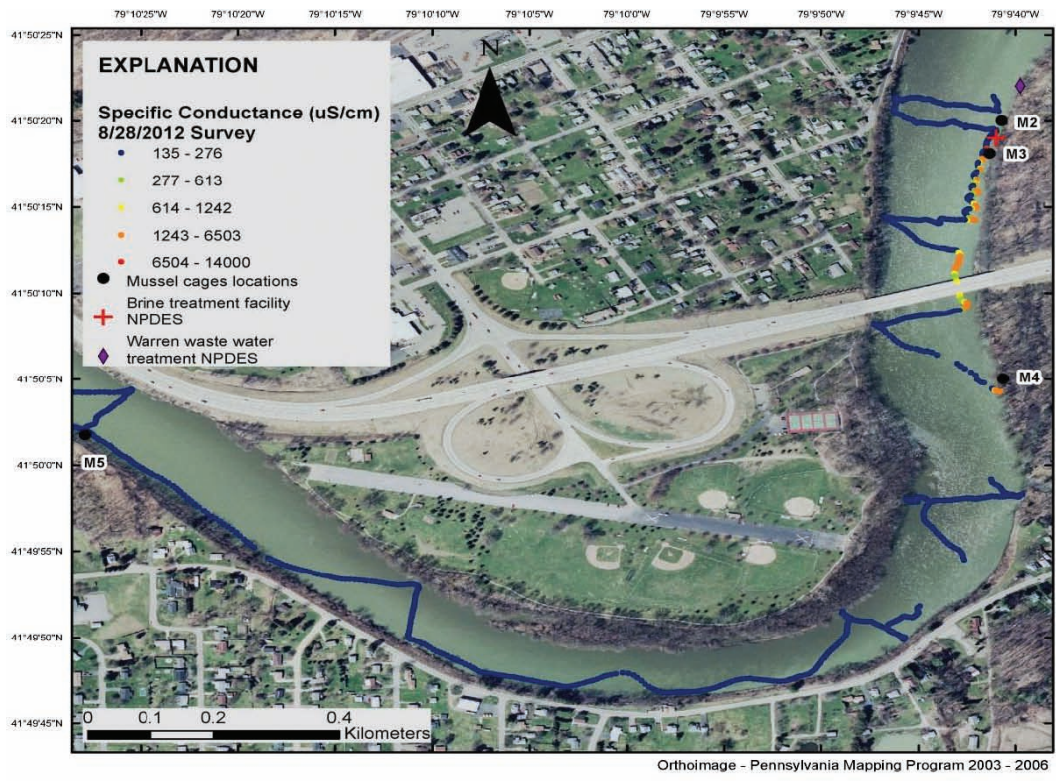 79°10'25"W 79°10'20"W 79°10'15"W 79°10'10"W 79°10'5"W 79°10'0"W 79°9'55"W 79°9'50"W 79°9'45"W 79°9'40"W
41°50'25"N
41°50'20"N
41°50'15"N
41°50'10"N
41°50'5"N
41°50'0"N
41°49'55"N
41°49'50"N
41°49'45"N
EXPLANATION
Specific Conductance (uS/cm)
8/28/2012 Survey
135 - 276
277 - 613
614 - 1242
1243 - 6503
6504 - 14000
Mussel cages locations
Brine treatment facility
NPDES
Warren waste water
treatment NPDES
N
M2
M3
M4
M5
0 0.1 0.2 0.4
Kilometers
Orthoimage - Pennsylvania Mapping Program 2003 - 2006